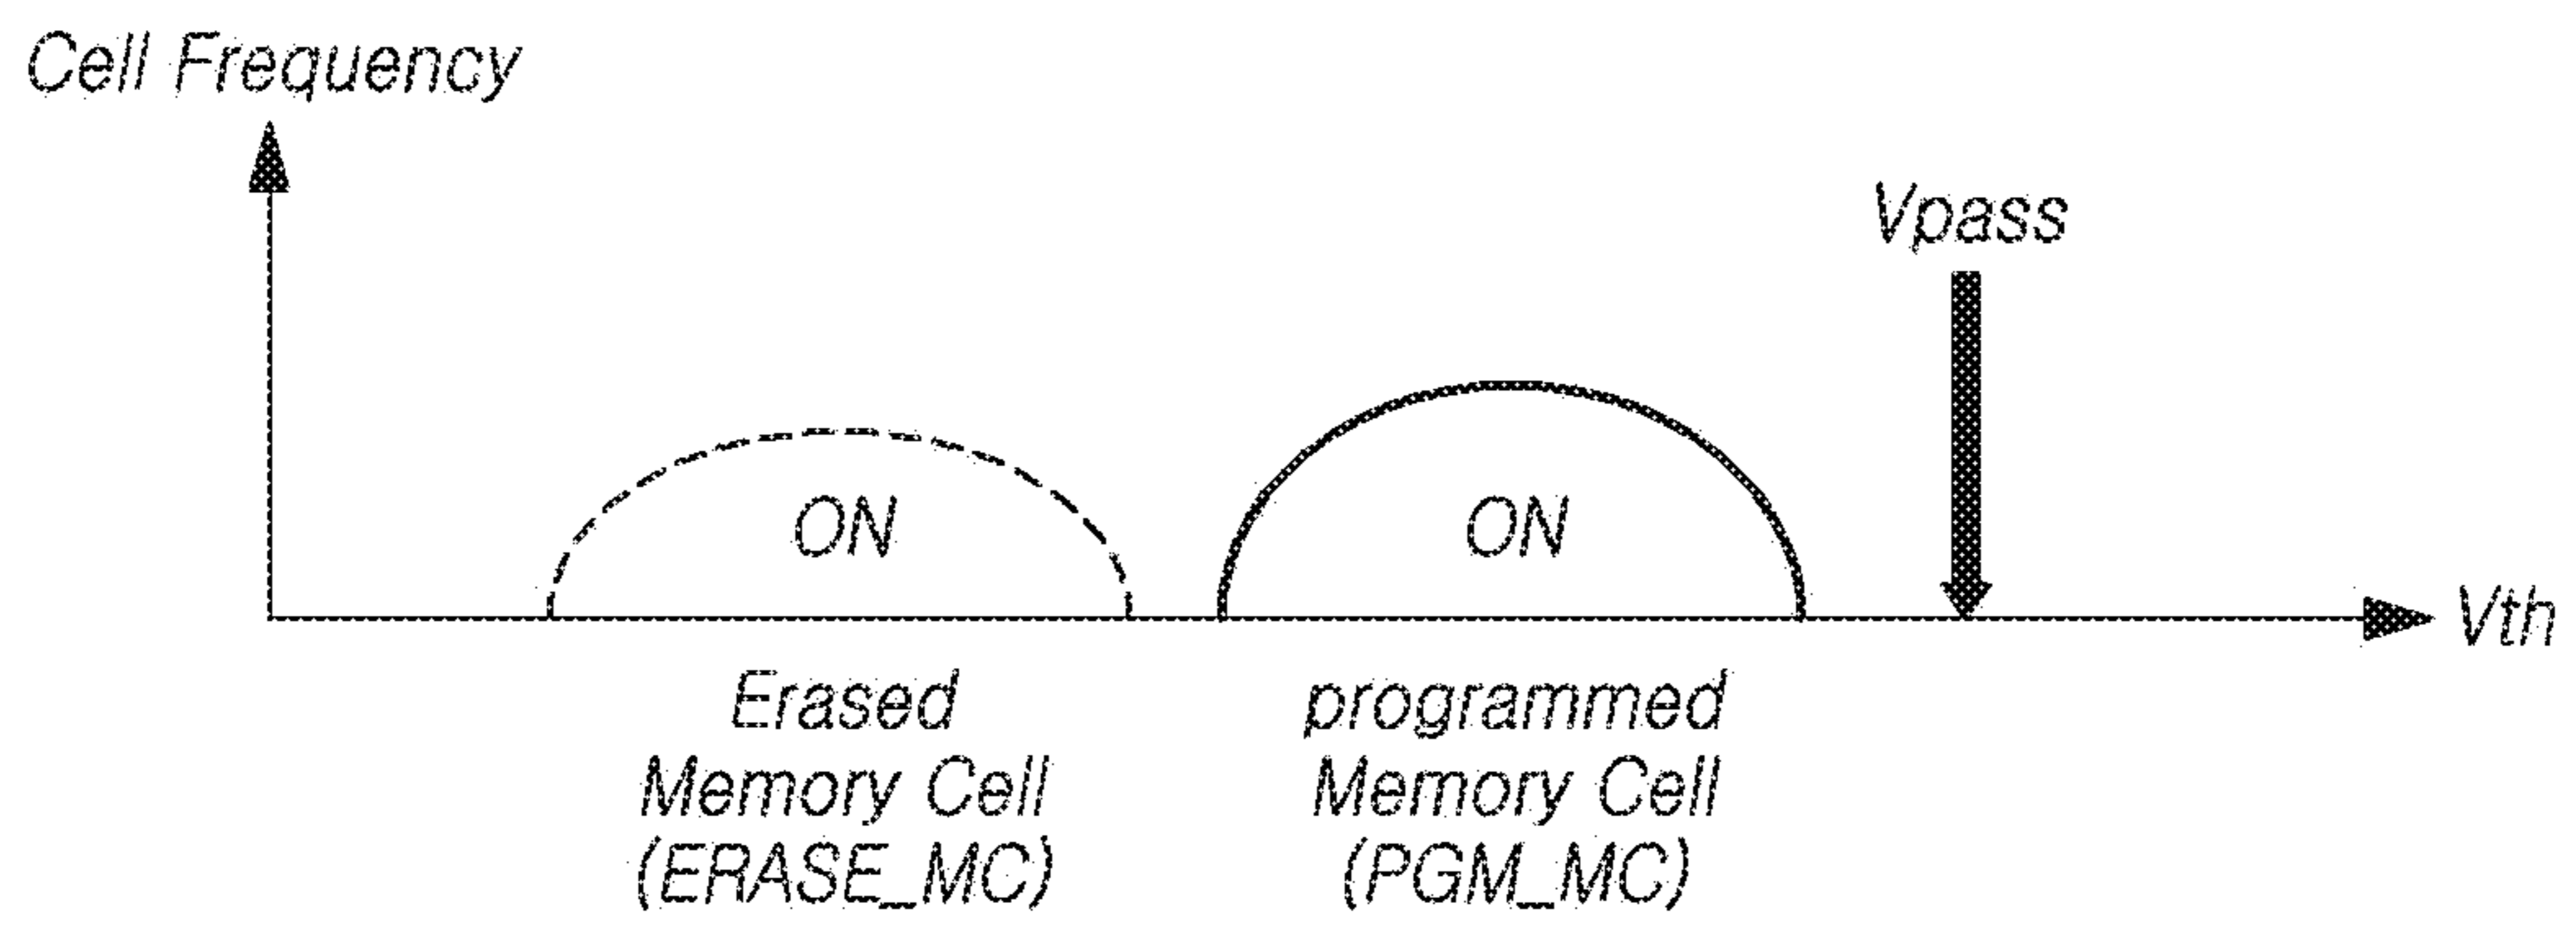 Cell Frequency
Vpass
ON
ON
Vth
Erased
Memory Cell
(ERASE_MC)
programmed
Memory Cell
(PGM_MC)